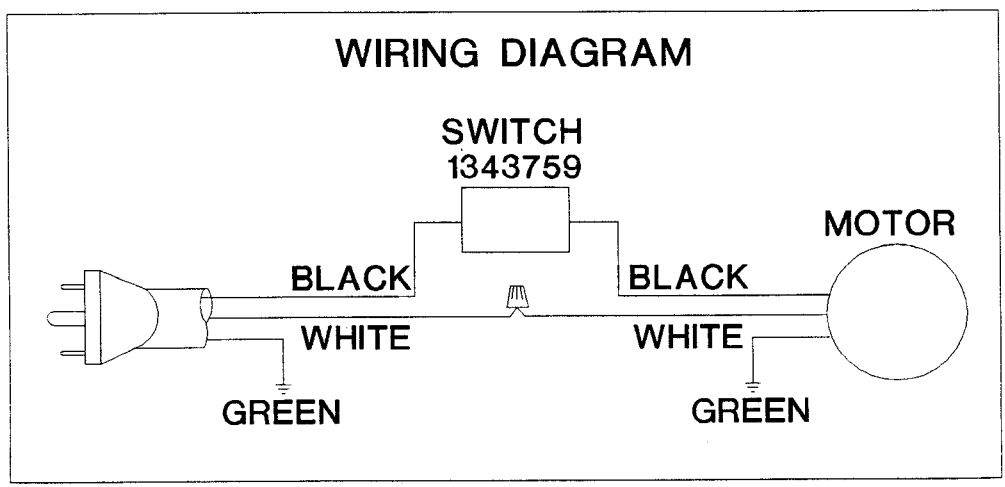 WIRING DIAGRAM
SWITCH
1343759
MOTOR
BLACK
BLACK
WHITE
WHITE
GREEN
GREEN